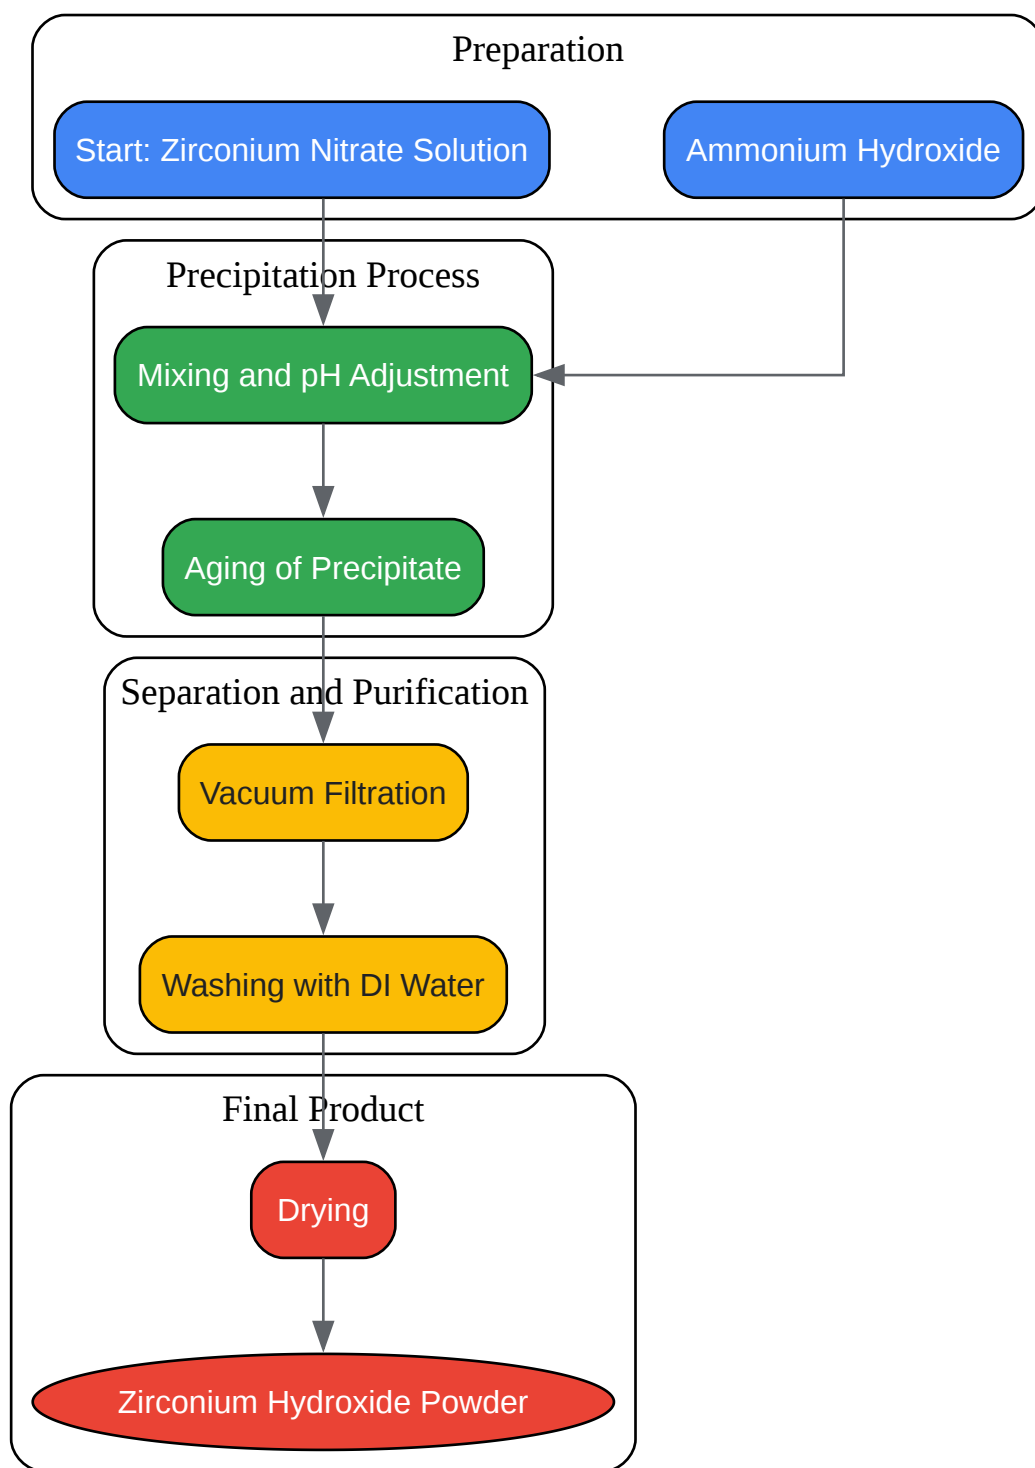 Preparation
Start: Zirconium Nitrate Solution
Ammonium Hydroxide
Precipitation Process
Mixing and pH Adjustment
Aging of Precipitate
Separation and Purification
Vacuum Filtration
Washing with DI Water
Final Product
Drying
Zirconium Hydroxide Powder